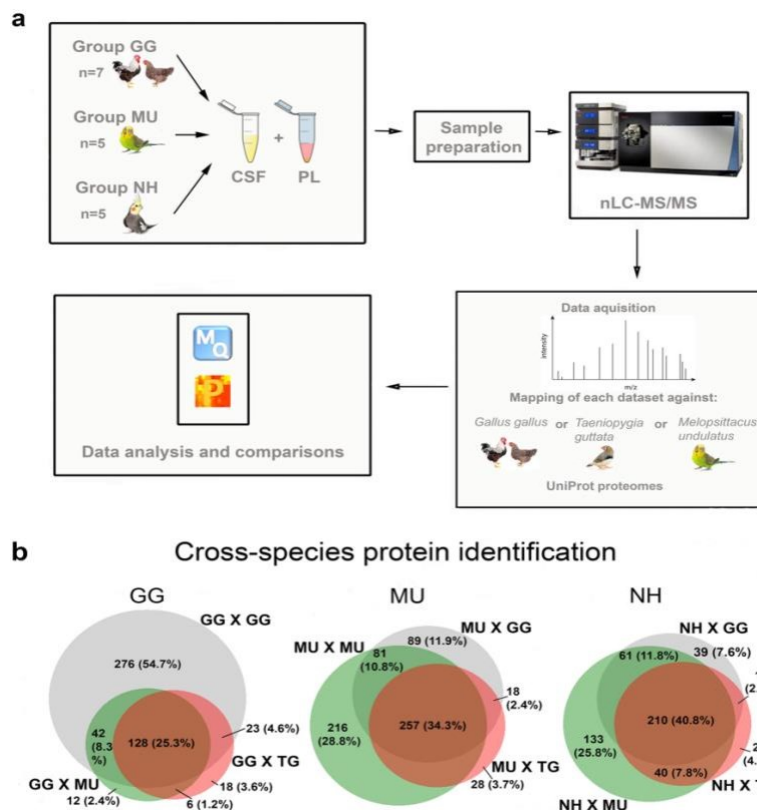 a
Group GG
n=7
Group MU
n=5
Group NH
n=5
CSF
+
PL
Sample
preparation
nLC-MS/MS
Data aquisition
intensity
m/z
Mapping of each dataset against:
Gallus gallus or Taeniopygia or Melopsittacus
guttata undulatus
UniProt proteomes
MQ
P
Data analysis and comparisons
b
Cross-species protein identification
GG
GG X GG
276 (54.7%)
42
(8.3
%)
128 (25.3%)
23 (4.6%)
GG X TG
18 (3.6%)
GG X MU
12 (2.4%)
6 (1.2%)
MU
MU X GG
89 (11.9%)
MU X MU
81
(10.8%)
18
(2.4%)
216
(28.8%)
257 (34.3%)
MU X TG
28 (3.7%)
NH
NH X GG
61 (11.8%)
39 (7.6%)
133
(25.8%)
210 (40.8%)
40 (7.8%)
NH X MU